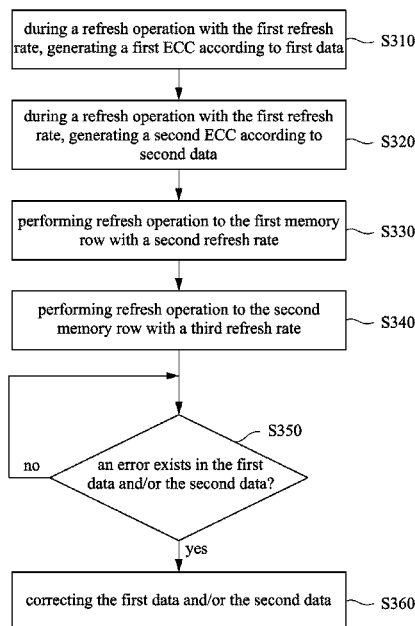 during a refresh operation with the first refresh
rate, generating a first ECC according to first data
S310
during a refresh operation with the first refresh
rate, generating a second ECC according to
second data
S320
performing refresh operation to the first memory
row with a second refresh rate
S330
performing refresh operation to the second
memory row with a third refresh rate
S340
S350
an error exists in the first
data and/or the second data?
no
yes
correcting the first data and/or the second data
S360